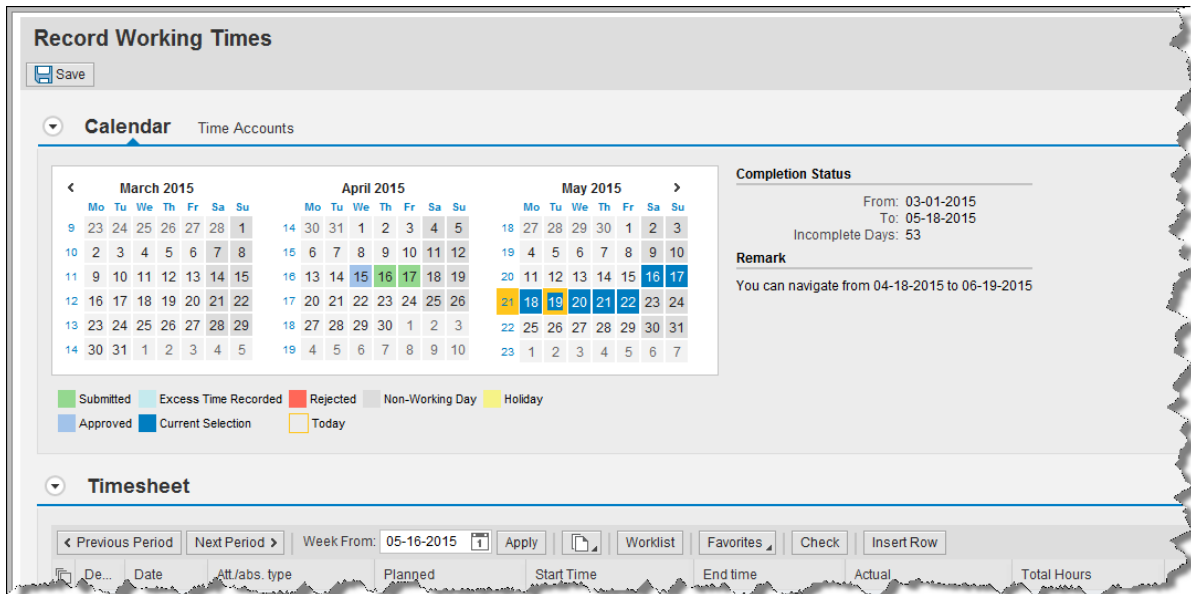 Record Working Times
Save
Calendar Time Accounts
March 2015 April 2015 May 2015
Mo Tu We Th Fr Sa Su Mo Tu We Th Fr Sa Su Mo Tu We Th Fr Sa Su
9 23 24 25 26 27 28 1 14 30 31 1 2 3 4 5 18 27 28 29 30 1 2 3
10 2 3 4 5 6 7 8 15 6 7 8 9 10 11 12 19 4 5 6 7 8 9 10
11 9 10 11 12 13 14 15 16 13 14 15 16 17 18 19 20 11 12 13 14 15 16 17
12 16 17 18 19 20 21 22 17 20 21 22 23 24 25 26 21 18 19 20 21 22 23 24
13 23 24 25 26 27 28 29 18 27 28 29 30 1 2 3 22 25 26 27 28 29 30 31
14 30 31 1 2 3 4 5 19 4 5 6 7 8 9 10 23 1 2 3 4 5 6 7
Completion Status
From: 03-01-2015
To: 05-18-2015
Incomplete Days: 53
Remark
You can navigate from 04-18-2015 to 06-19-2015
Submitted Excess Time Recorded Rejected Non-Working Day Holiday
Approved Current Selection Today
Timesheet
Previous Period Next Period Week From: 05-16-2015 1 Apply Worklist Favorites Check Insert Row
De... Date Att./abs. type Planned Start Time End time Actual Total Hours